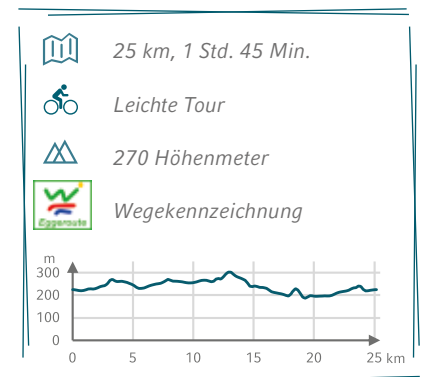 25 km, 1 Std. 45 Min.
Leichte Tour
270 Höhenmeter
Eggeroute
Wegekennzeichnung
m
300
200
100
0
0 5 10 15 20 25 km